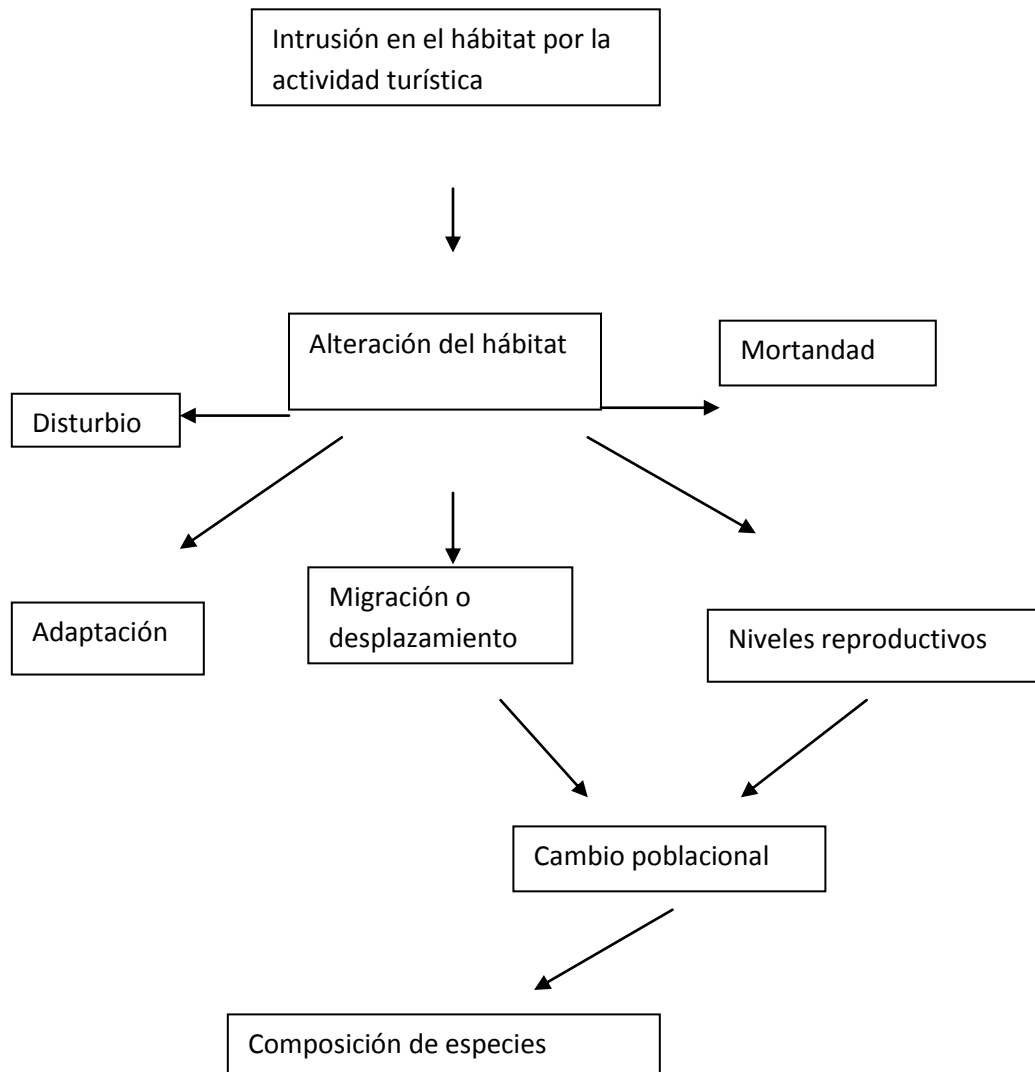 Intrusión en el hábitat por la
actividad turística
Alteración del hábitat
Mortandad
Disturbio
Adaptación
Migración o
desplazamiento
Niveles reproductivos
Cambio poblacional
Composición de especies